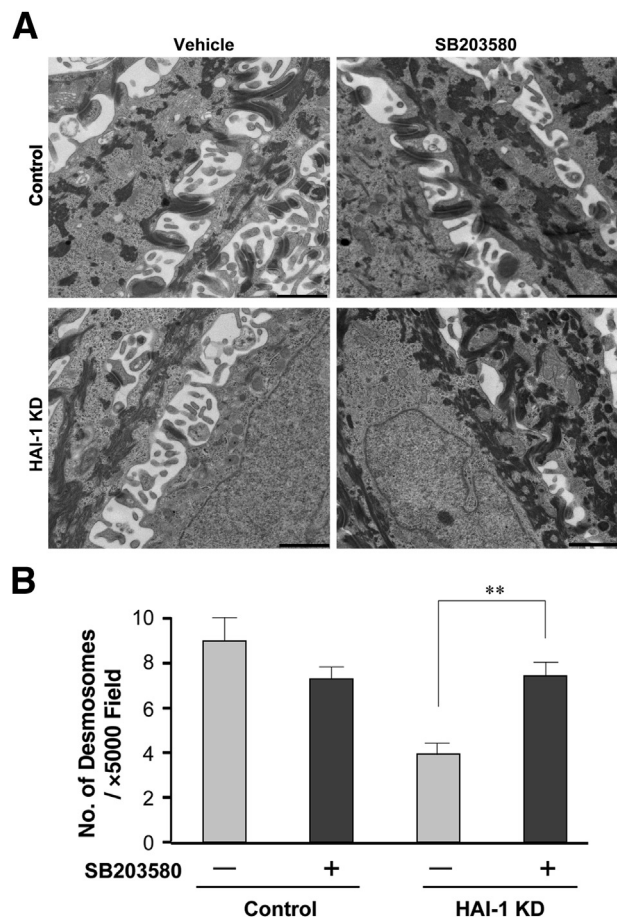 A
Vehicle SB203580
Control
HAI-1 KD
B
No. of Desmosomes
/ ×5000 Field
10
8
6
4
2
0
**
SB203580 — + — +
Control HAI-1 KD